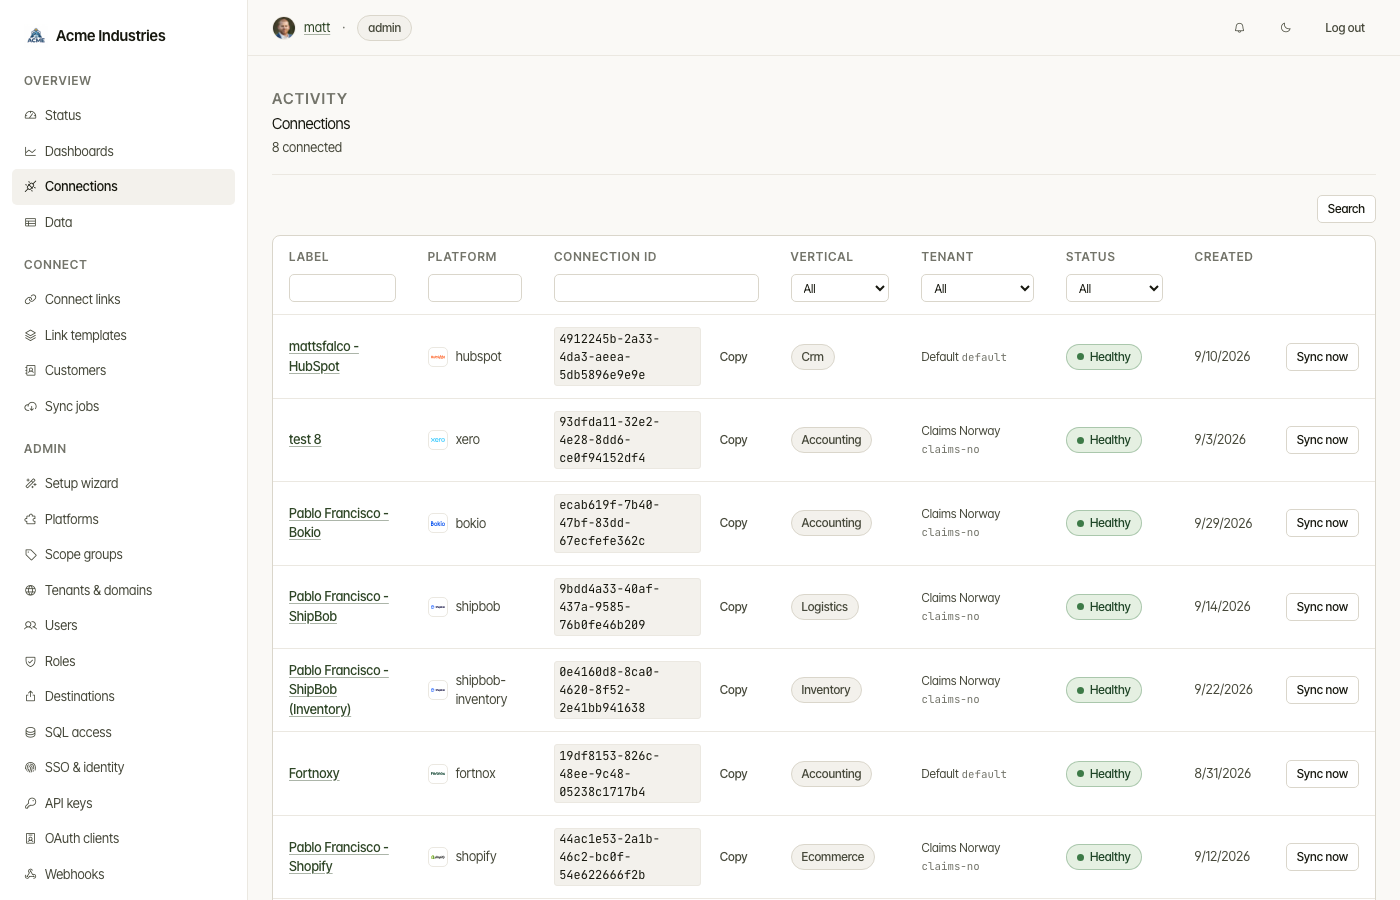 Acme Industries
matt · admin
Log out
OVERVIEW
Status
Dashboards
Connections
Data
CONNECT
Connect links
Link templates
Customers
Sync jobs
ADMIN
Setup wizard
Platforms
Scope groups
Tenants & domains
Users
Roles
Destinations
SQL access
SSO & identity
API keys
OAuth clients
Webhooks
ACTIVITY
Connections
8 connected
Search
LABEL PLATFORM CONNECTION ID VERTICAL TENANT STATUS CREATED
All All All
mattsfalco -
HubSpot
hubspot
4912245b-2a33-
4da3-aeea-
5db5896e9e9e
Copy
Crm
Default default
Healthy
9/10/2026
Sync now
test 8
xero
93dfda11-32e2-
4e28-8dd6-
ce0f94152df4
Copy
Accounting
Claims Norway
claims-no
Healthy
9/3/2026
Sync now
Pablo Francisco -
Bokio
bokio
ecab619f-7b40-
47bf-83dd-
67ecfefe362c
Copy
Accounting
Claims Norway
claims-no
Healthy
9/29/2026
Sync now
Pablo Francisco -
ShipBob
shipbob
9bdd4a33-40af-
437a-9585-
76b0fe46b209
Copy
Logistics
Claims Norway
claims-no
Healthy
9/14/2026
Sync now
Pablo Francisco -
ShipBob
(Inventory)
shipbob-
inventory
0e4160d8-8ca0-
4620-8f52-
2e41bb941638
Copy
Inventory
Claims Norway
claims-no
Healthy
9/22/2026
Sync now
Fortnoxy
fortnox
19df8153-826c-
48ee-9c48-
05238c1717b4
Copy
Accounting
Default default
Healthy
8/31/2026
Sync now
Pablo Francisco -
Shopify
shopify
44ac1e53-2a1b-
46c2-bc0f-
54e622666f2b
Copy
Ecommerce
Claims Norway
claims-no
Healthy
9/12/2026
Sync now